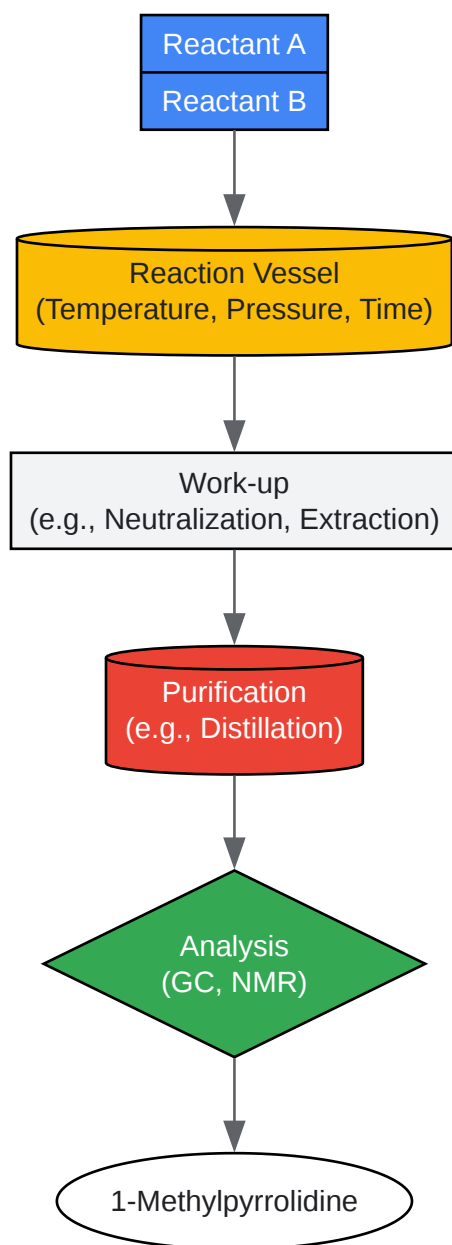 Reactant A
Reactant B
Reaction Vessel
(Temperature, Pressure, Time)
Work-up
(e.g., Neutralization, Extraction)
Purification
(e.g., Distillation)
Analysis
(GC, NMR)
1-Methylpyrrolidine